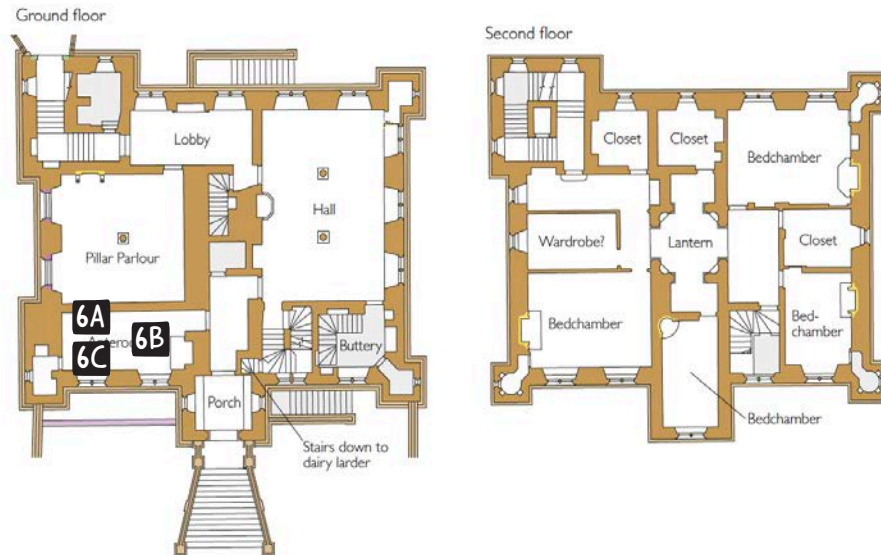 Ground floor
Lobby
Hall
Pillar Parlour
6A
6B
6C
Buttery
Porch
Stairs down to
dairy larder
Second floor
Closet
Closet
Bedchamber
Wardrobe?
Lantern
Closet
Bedchamber
Bed-
chamber
Bedchamber